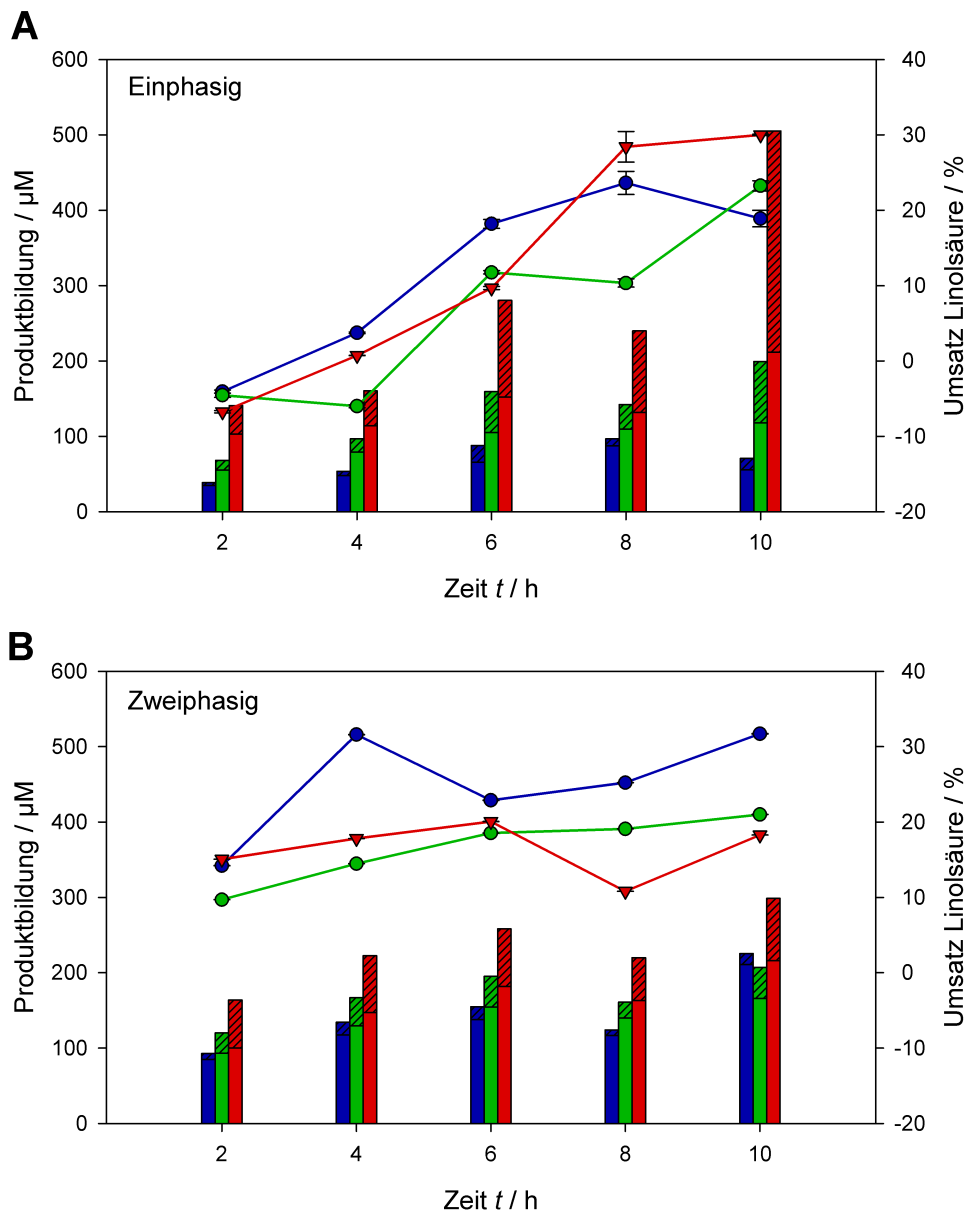 A
Einphasig
Produktbildung / µM
600
500
400
300
200
100
0
Umsatz Linolsäure / %
40
30
20
10
0
-10
-20
2 4 6 8 10
Zeit t / h
B
Zweiphasig
Produktbildung / µM
600
500
400
300
200
100
0
Umsatz Linolsäure / %
40
30
20
10
0
-10
-20
2 4 6 8 10
Zeit t / h